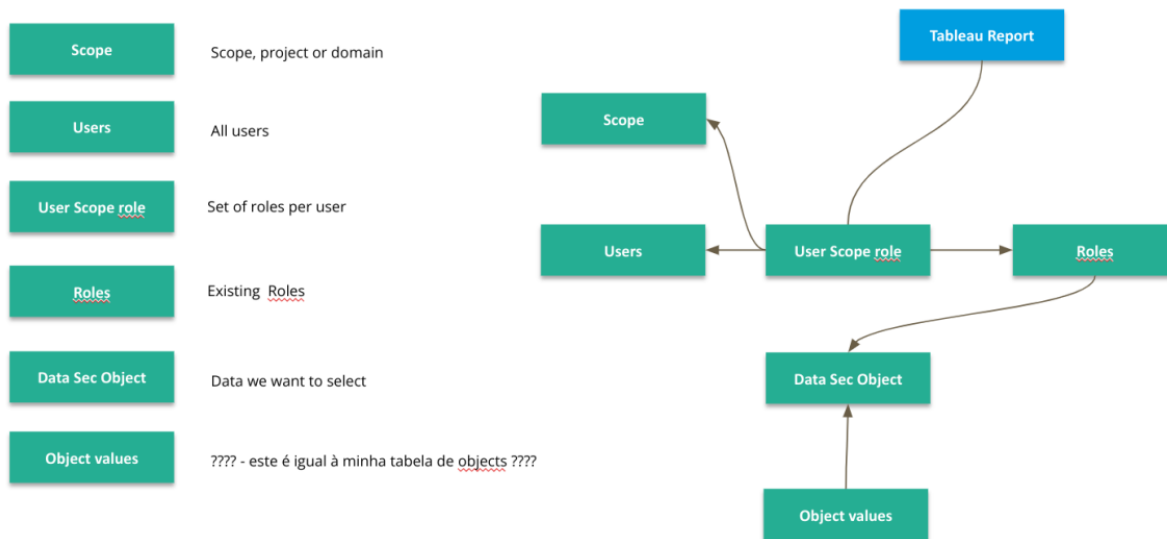 Scope
Scope, project or domain
Users
All users
User Scope role
Set of roles per user
Roles
Existing Roles
Data Sec Object
Data we want to select
Object values
???? - este é igual à minha tabela de objects ????
Tableau Report
Scope
Users
User Scope role
Roles
Data Sec Object
Object values